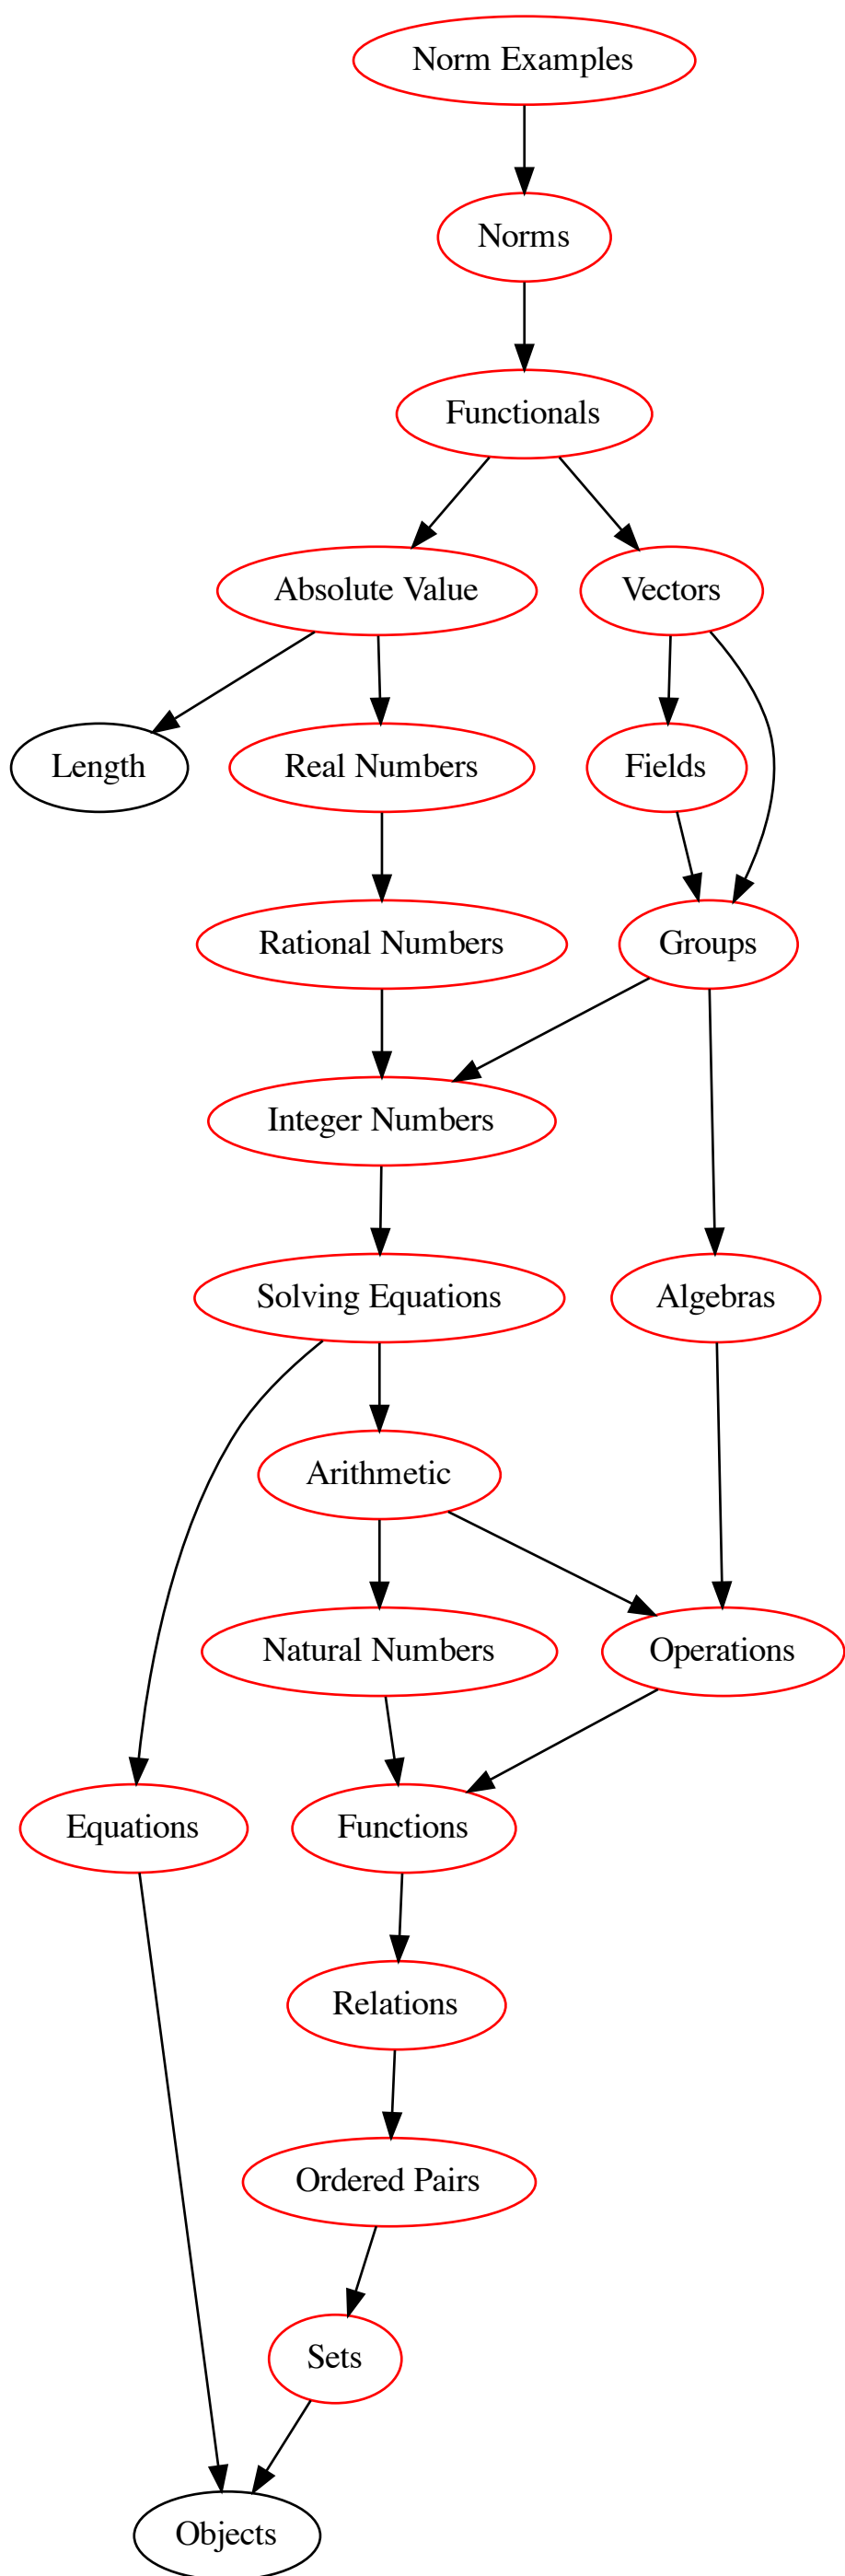 Norm Examples
Norms
Functionals
Absolute Value
Vectors
Length
Real Numbers
Fields
Rational Numbers
Groups
Integer Numbers
Solving Equations
Algebras
Arithmetic
Natural Numbers
Operations
Equations
Functions
Relations
Ordered Pairs
Sets
Objects